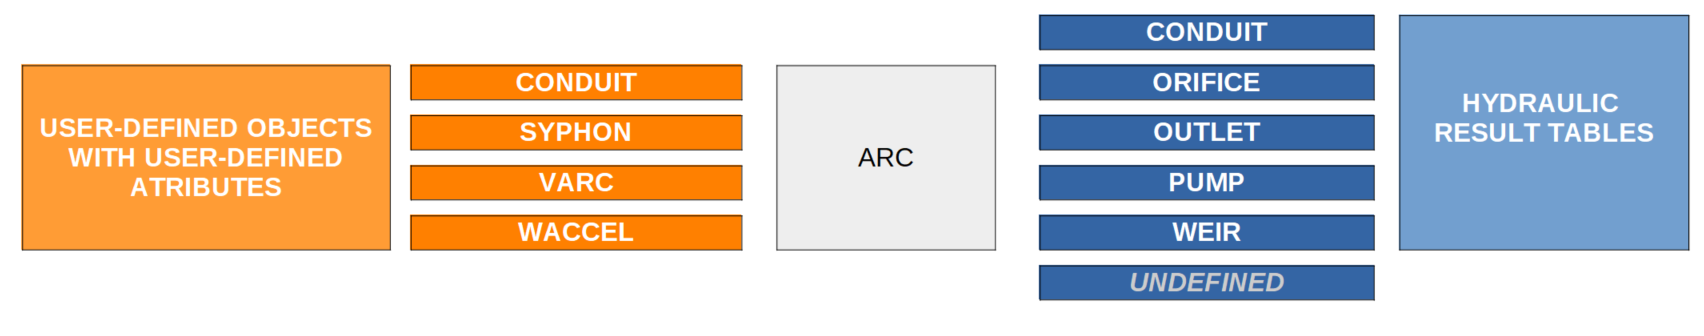 USER-DEFINED OBJECTS
WITH USER-DEFINED
ATRIBUTES
CONDUIT
SYPHON
VARC
WACCEL
ARC
CONDUIT
ORIFICE
OUTLET
PUMP
WEIR
UNDEFINED
HYDRAULIC
RESULT TABLES